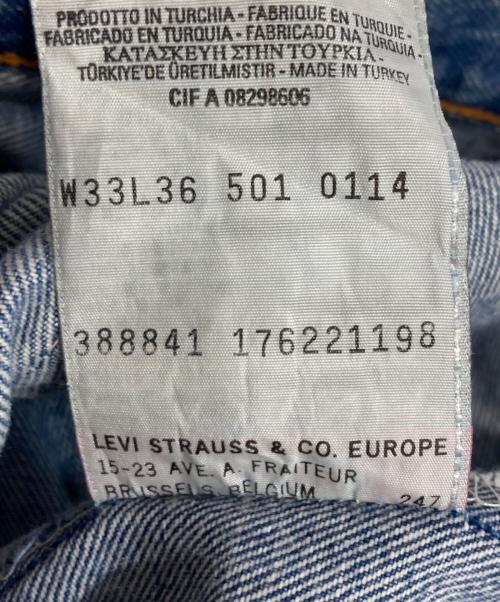 PRODOTTO IN TURCHIA - FABRIQUE EN TURQUIE -
FABRICADO EN TURQUIA - FABRICADO NA TURQUIA -
ΚΑΤΑΣΚΕΥΗ ΣΤΗΝ ΤΟΥΡΚΙΑ -
TÜRKIYE'DE ÜRETILMISTIR - MADE IN TURKEY
CIF A 08298606
W33L36 501 0114
388841 176221198
LEVI STRAUSS & CO. EUROPE
15-23 AVE. A. FRAITEUR
BRUSSELS, BELGIUM 247